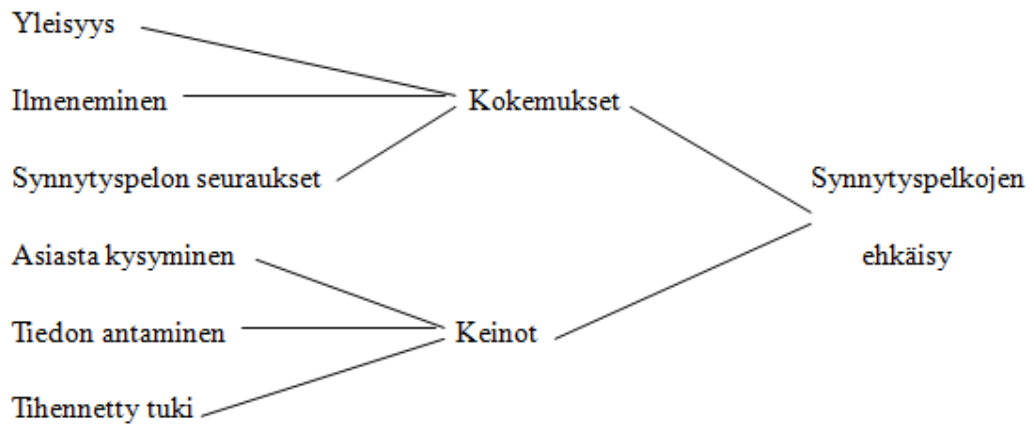 Yleisyys
Ilmeneminen
Kokemukset
Synnytyspelon seuraukset
Synnytyspelkojen
Asiasta kysyminen
ehkäisy
Tiedon antaminen
Keinot
Tihennetty tuki